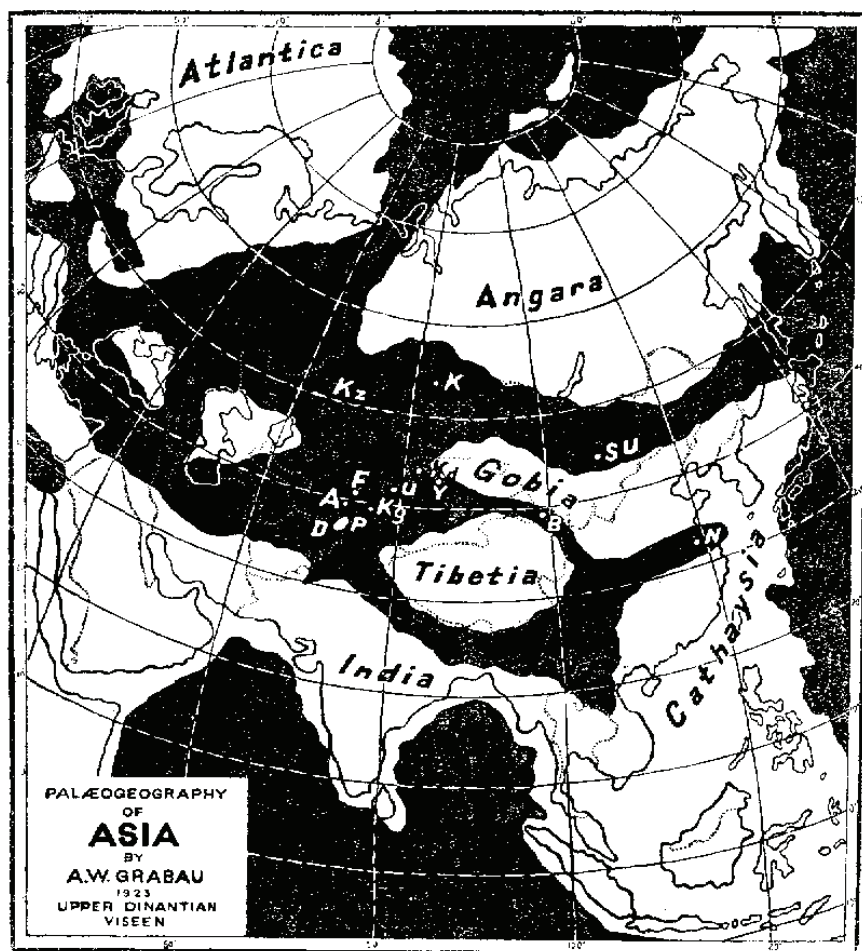 Atlantica
Angara
Kz
K
SU
Gobia
F
U
Y
A
Kg
D
P
B
W
Tibetia
India
Cathaysia
PALÆOGEOGRAPHY
OF
ASIA
BY
A.W. GRABAU
1923
UPPER DINANTIAN
VISEEN